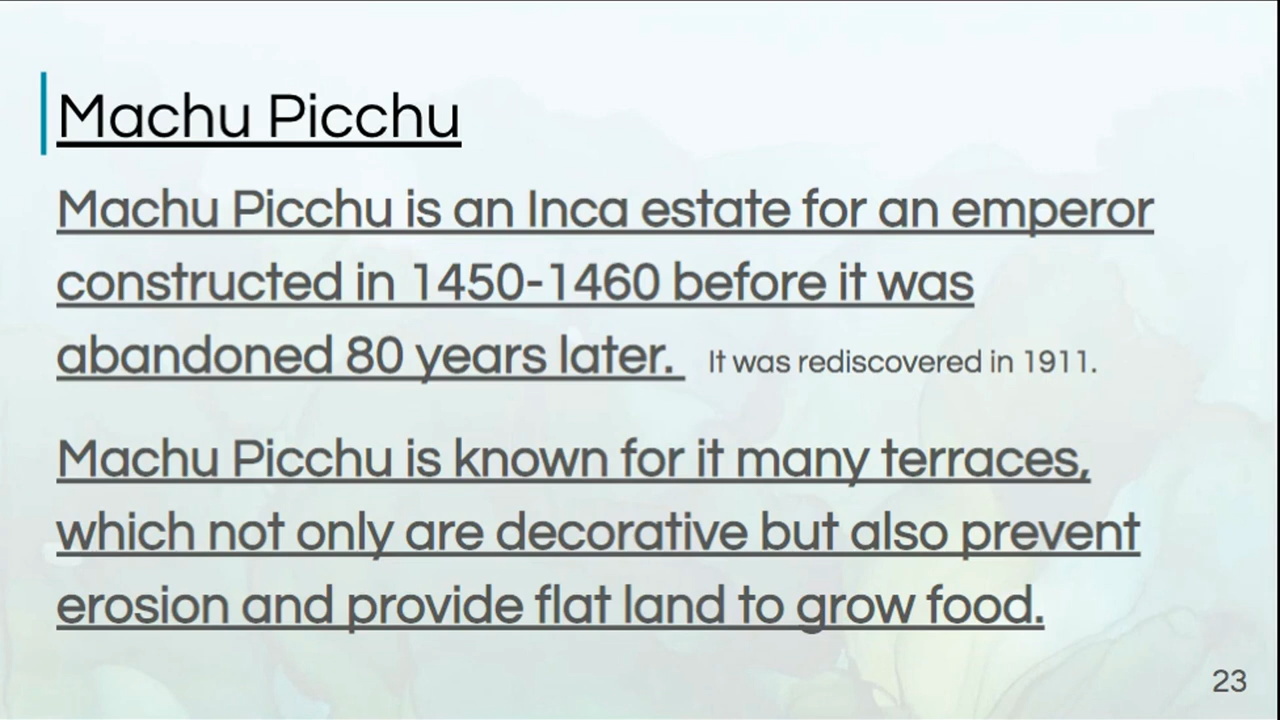 Machu Picchu
Machu Picchu is an Inca estate for an emperor
constructed in 1450-1460 before it was
abandoned 80 years later. It was rediscovered in 1911.
Machu Picchu is known for it many terraces,
which not only are decorative but also prevent
erosion and provide flat land to grow food.
23